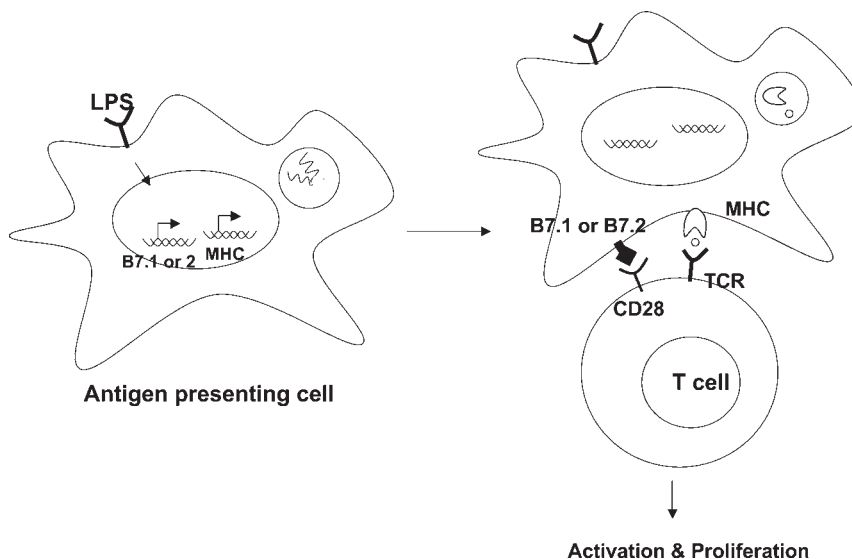 LPS
B7.1 or 2
MHC
Antigen presenting cell
B7.1 or B7.2
MHC
CD28
TCR
T cell
Activation & Proliferation